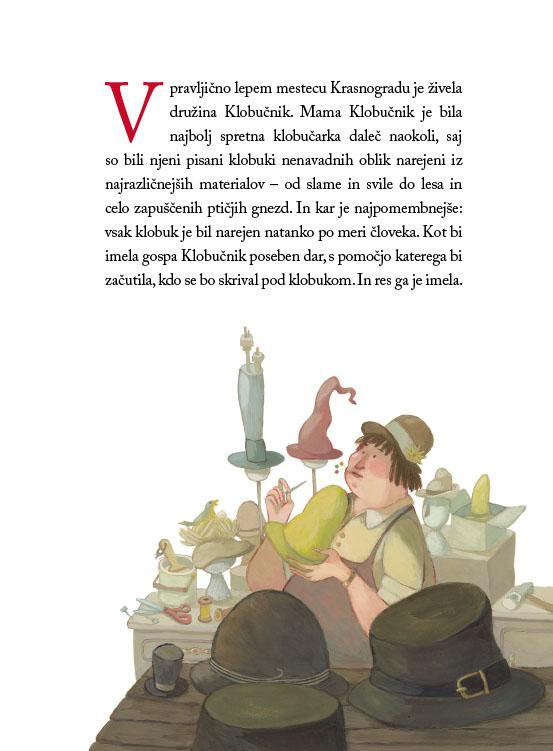 V pravljično lepem mestecu Krasnogradu je živela
družina Klobučnik. Mama Klobučnik je bila
najbolj spretna klobučarka daleč naokoli, saj
so bili njeni pisani klobuki nenavadnih oblik narejeni iz
najrazličnejših materialov – od slame in svile do lesa in
celo zapuščenih ptičjih gnezd. In kar je najpomembnejše:
vsak klobuk je bil narejen natanko po meri človeka. Kot bi
imela gospa Klobučnik poseben dar, s pomočjo katerega bi
začutila, kdo se bo skrival pod klobukom. In res ga je imela.